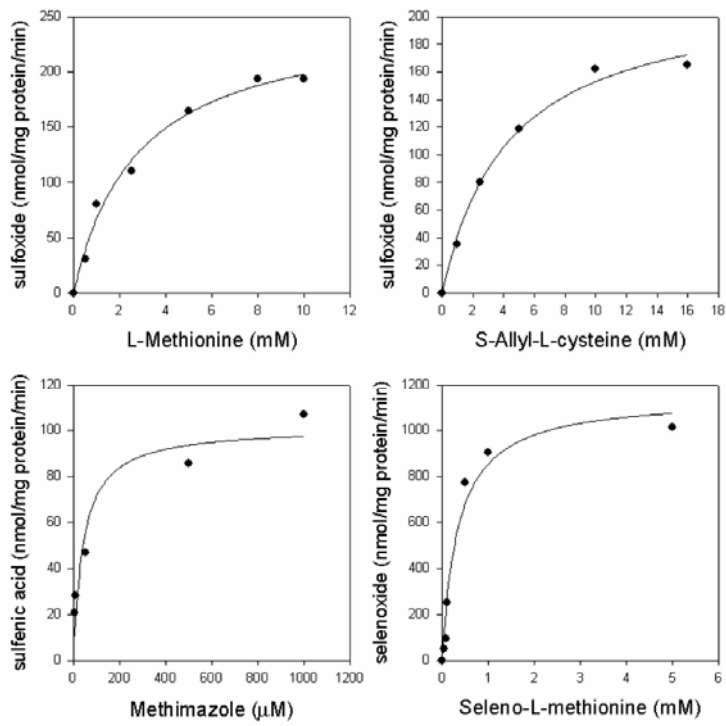 sulfoxide (nmol/mg protein/min)
250
200
150
100
50
0
0 2 4 6 8 10 12
L-Methionine (mM)
sulfoxide (nmol/mg protein/min)
200
180
160
140
120
100
80
60
40
20
0
0 2 4 6 8 10 12 14 16 18
S-Allyl-L-cysteine (mM)
sulfenic acid (nmol/mg protein/min)
120
100
80
60
40
20
0
0 200 400 600 800 1000 1200
Methimazole (μM)
selenoxide (nmol/mg protein/min)
1200
1000
800
600
400
200
0
0 1 2 3 4 5 6
Seleno-L-methionine (mM)